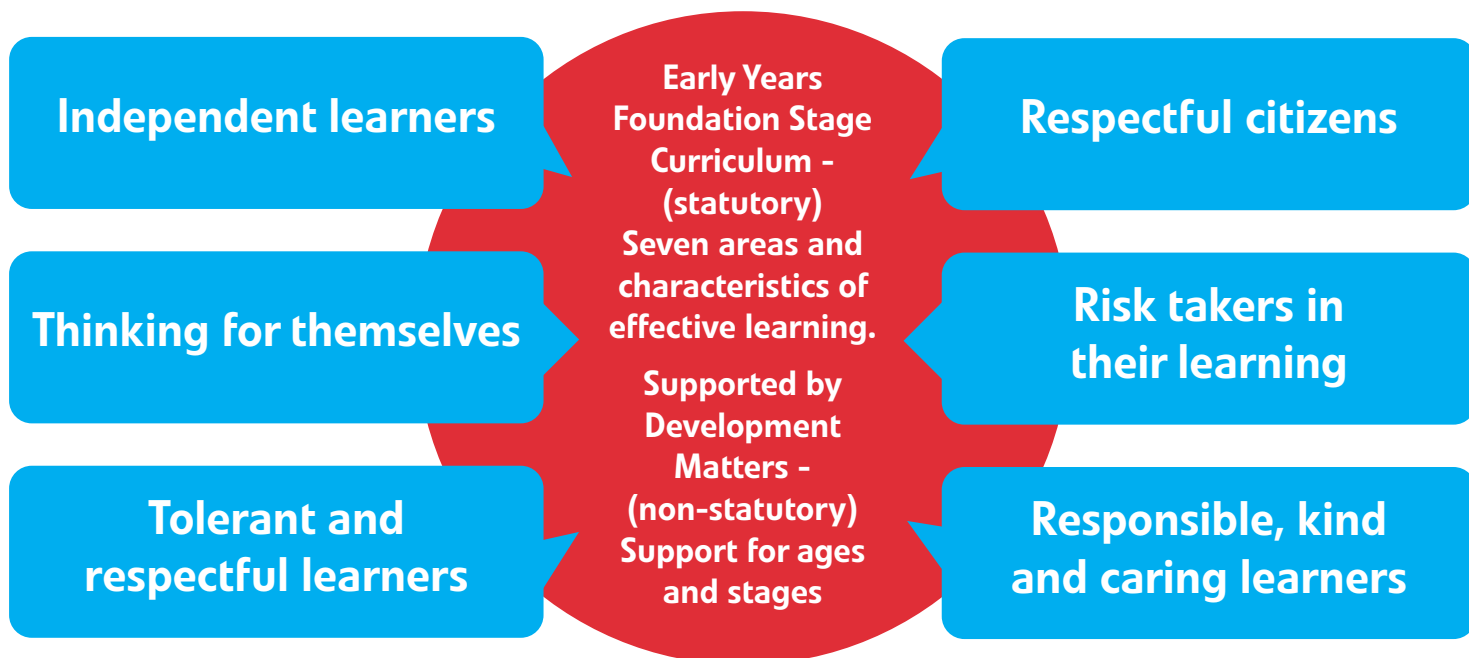 Independent learners
Thinking for themselves
Tolerant and
respectful learners
Early Years
Foundation Stage
Curriculum -
(statutory)
Seven areas and
characteristics of
effective learning.
Supported by
Development
Matters -
(non-statutory)
Support for ages
and stages
Respectful citizens
Risk takers in
their learning
Responsible, kind
and caring learners